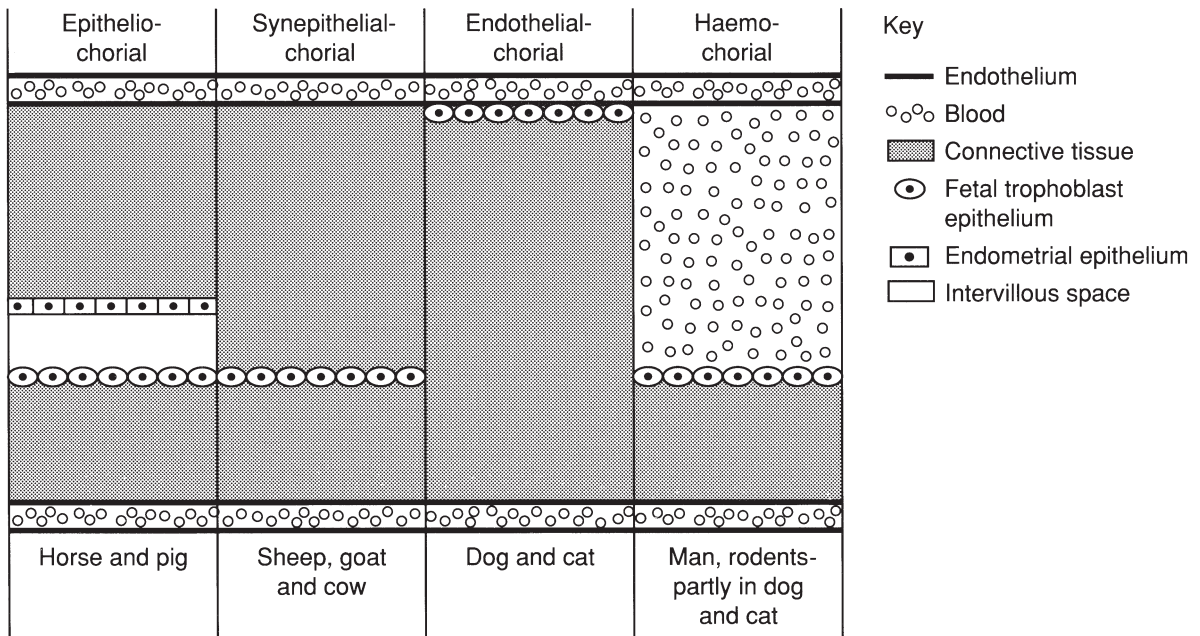 Epithelio-
chorial
Synepithelial-
chorial
Endothelial-
chorial
Haemo-
chorial
Key
Endothelium
Blood
Connective tissue
Fetal trophoblast
epithelium
Endometrial epithelium
Intervillous space
Horse and pig
Sheep, goat
and cow
Dog and cat
Man, rodents-
partly in dog
and cat